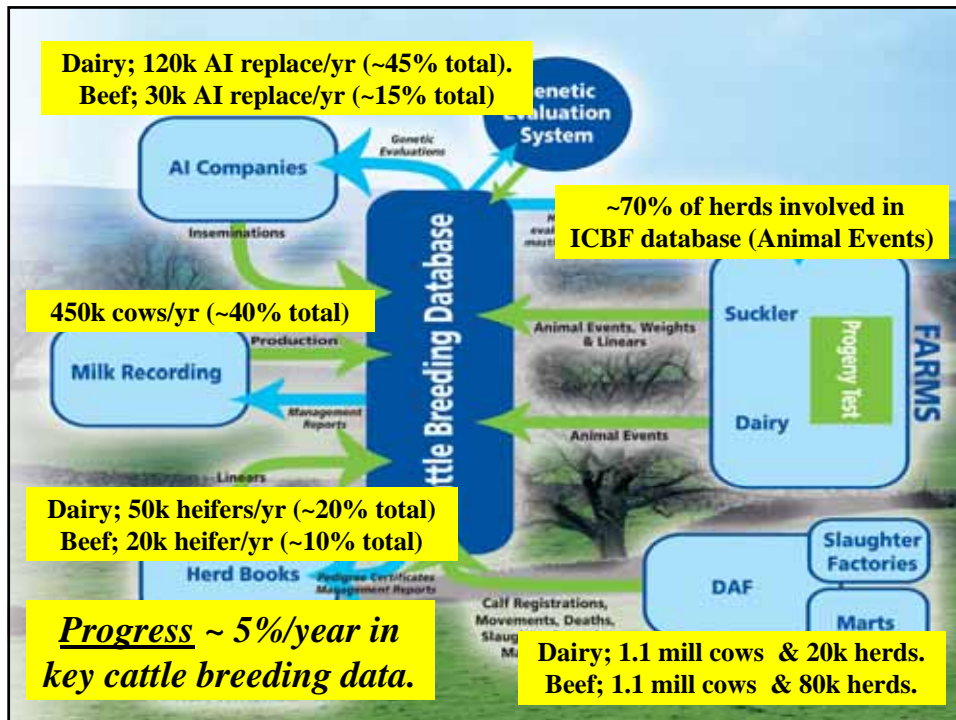 Dairy; 120k AI replace/yr (~45% total).
Beef; 30k AI replace/yr (~15% total)
Evaluation
System
Genetic
Evaluations
AI Companies
Inseminations
~70% of herds involved in
ICBF database (Animal Events)
450k cows/yr (~40% total)
Production
Milk Recording
Management
Reports
Breeding Database
Animal Events, Weights
& Linears
Suckler
Progeny Test
FARMS
Dairy
Animal Events
Linears
Dairy; 50k heifers/yr (~20% total)
Beef; 20k heifer/yr (~10% total)
Herd Books
Pedigree Certificates
Management Reports
Calf Registrations,
Movements, Deaths,
DAF
Slaughter
Factories
Marts
Progress ~ 5%/year in
key cattle breeding data.
Dairy; 1.1 mill cows & 20k herds.
Beef; 1.1 mill cows & 80k herds.